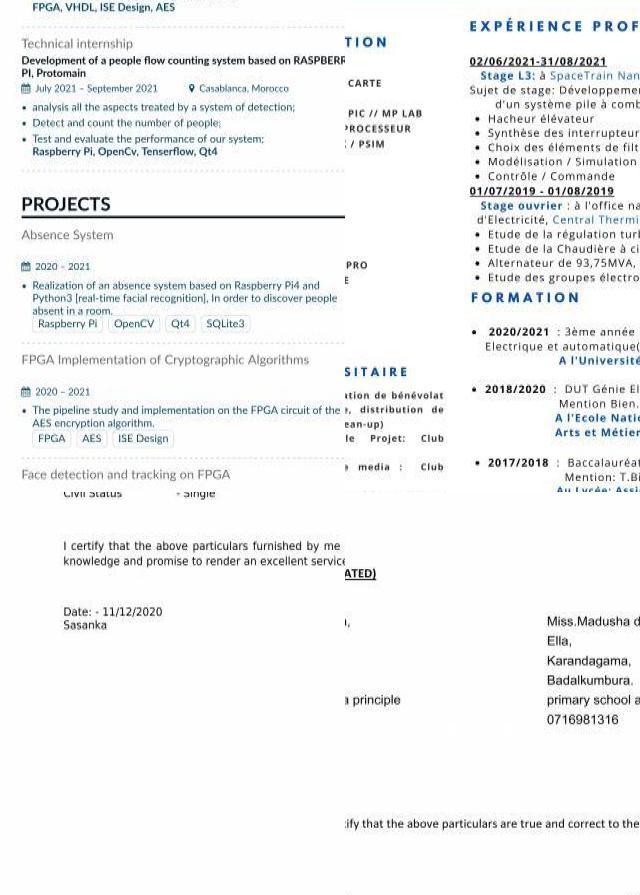 FPGA, VHDL, ISE Design, AES
Technical internship
Development of a people flow counting system based on RASPBERR
PI, Protomain
July 2021 – September 2021 Casablanca, Morocco
• analysis all the aspects treated by a system of detection;
• Detect and count the number of people;
• Test and evaluate the performance of our system;
Raspberry Pi, OpenCv, Tenserflow, Qt4
PROJECTS
Absence System
2020 – 2021
• Realization of an absence system based on Raspberry Pi4 and
Python3 [real-time facial recognition], In order to discover people
absent in a room.
Raspberry Pi OpenCV Qt4 SQLite3
FPGA Implementation of Cryptographic Algorithms
2020 – 2021
• The pipeline study and implementation on the FPGA circuit of the
AES encryption algorithm.
FPGA AES ISE Design
Face detection and tracking on FPGA
TION
CARTE
PIC // MP LAB
PROCESSEUR
/ PSIM
PRO
E
SITAIRE
ation de bénévolat
, distribution de
ean-up)
le Projet: Club
e media : Club
EXPÉRIENCE PROF
02/06/2021-31/08/2021
Stage L3: à SpaceTrain Nan
Sujet de stage: Développemen
d'un système pile à comb
• Hacheur élévateur
• Synthèse des interrupteur
• Choix des éléments de filt
• Modélisation / Simulation
• Contrôle / Commande
01/07/2019 - 01/08/2019
Stage ouvrier : à l'office na
d'Electricité, Central Thermi
• Etude de la régulation turb
• Etude de la Chaudière à ci
• Alternateur de 93,75MVA,
• Etude des groupes électro
FORMATION
• 2020/2021 : 3ème année
Electrique et automatique(
A l'Université
• 2018/2020 : DUT Génie El
Mention Bien.
A l'Ecole Natio
Arts et Métier
• 2017/2018 : Baccalauréat
Mention: T.Bi
Au Lycée: Assi
Civil Status - Single
I certify that the above particulars furnished by me
knowledge and promise to render an excellent service
Date: - 11/12/2020
Sasanka
ATED)
Miss.Madusha d
Ella,
Karandagama,
Badalkumbura.
a principle primary school a
0716981316
ify that the above particulars are true and correct to the